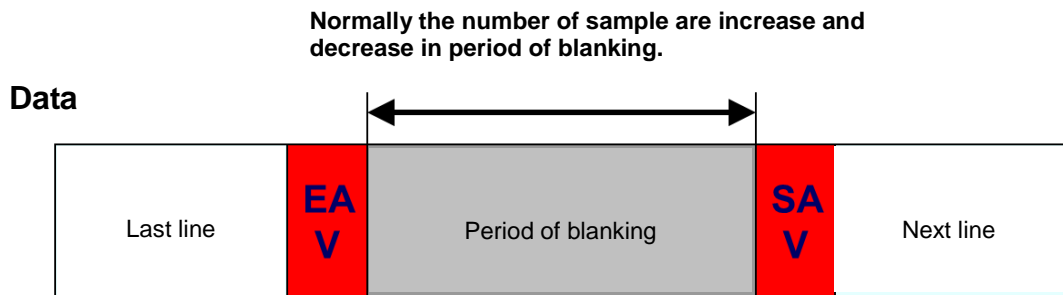 Normally the number of sample are increase and
decrease in period of blanking.
Data
Last line
EA
V
Period of blanking
SA
V
Next line